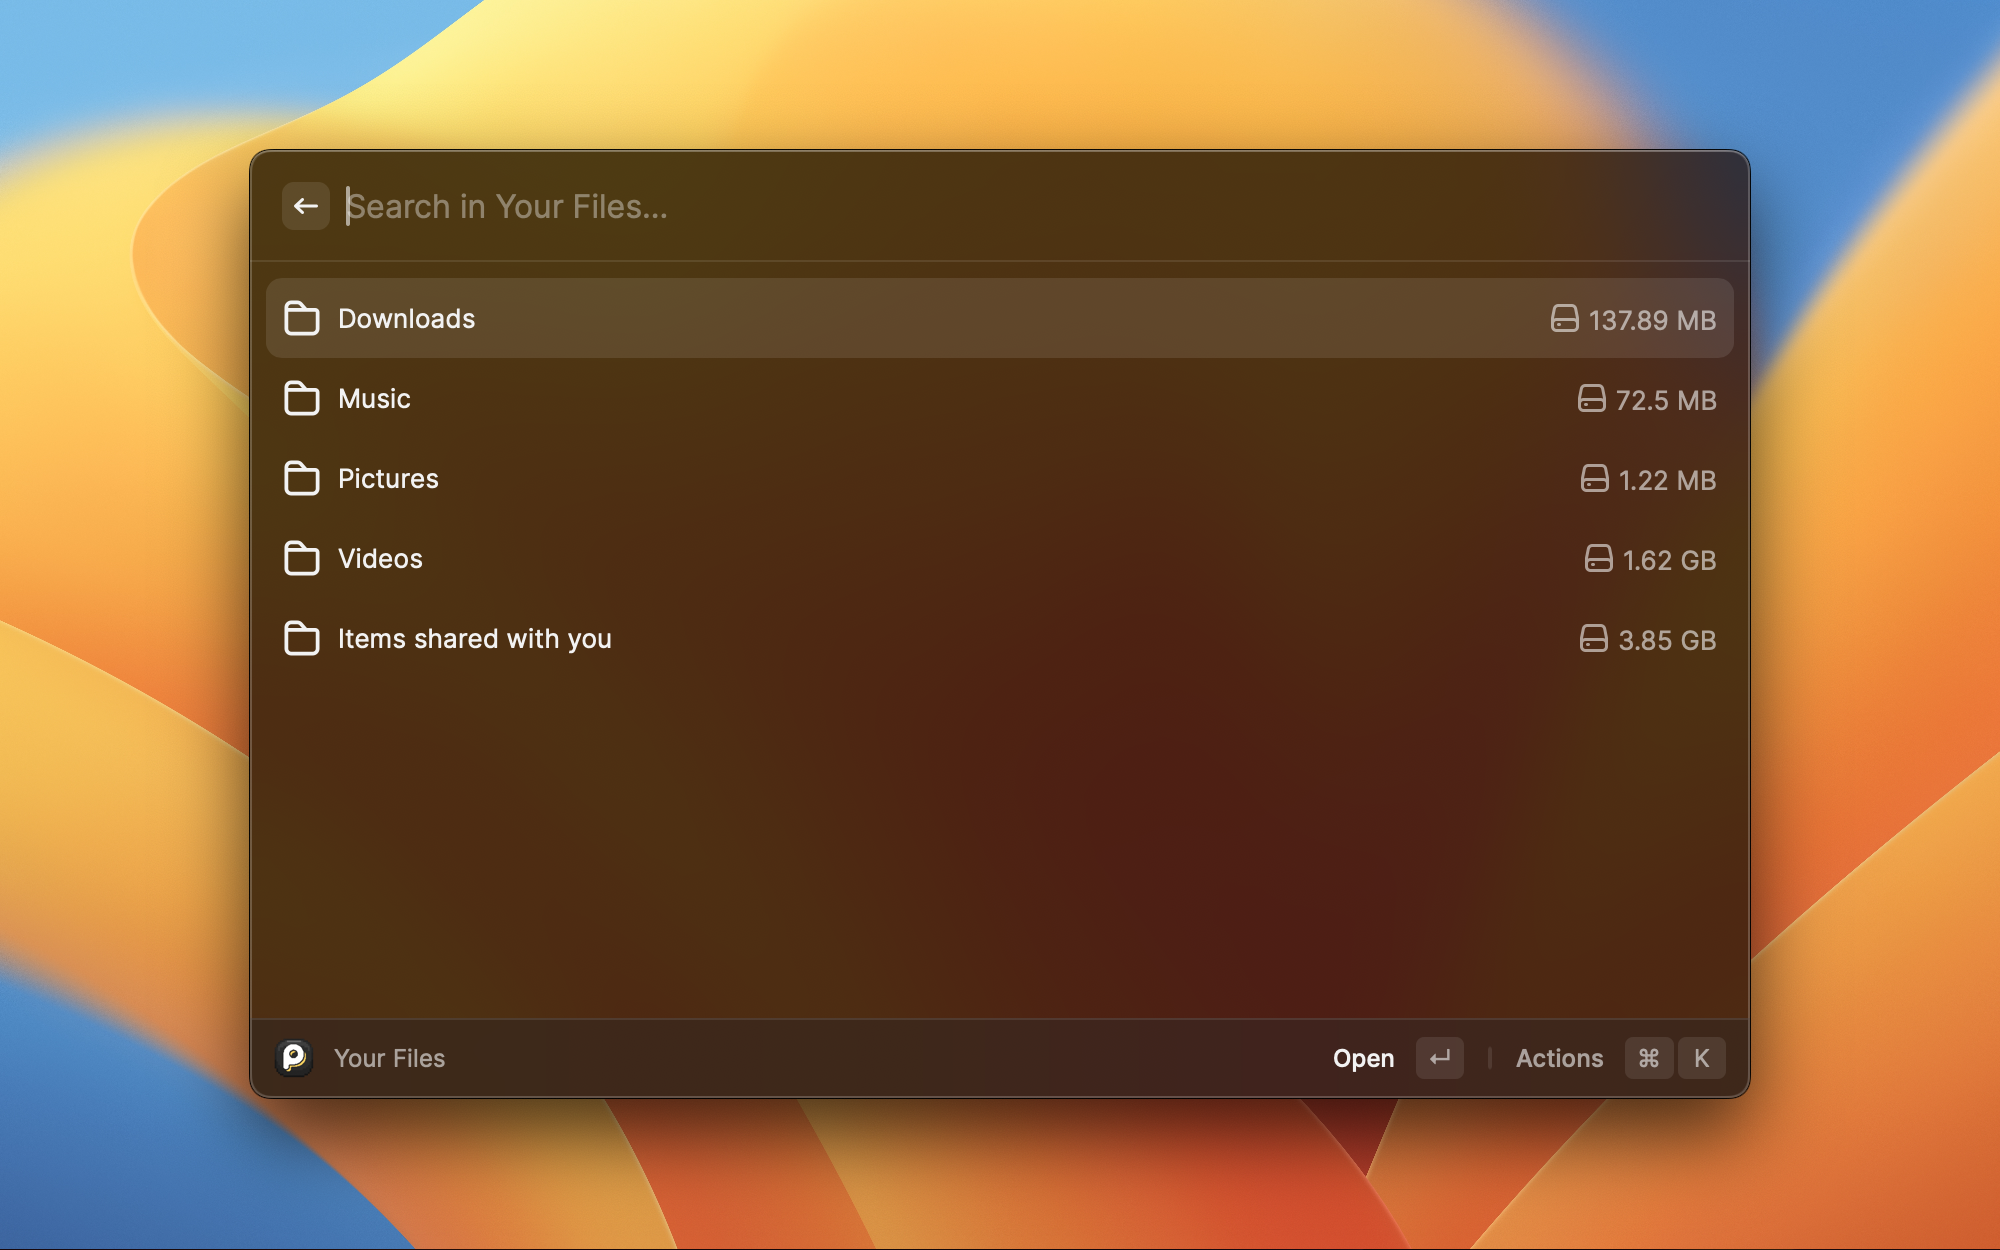 Search in Your Files...
Downloads 137.89 MB
Music 72.5 MB
Pictures 1.22 MB
Videos 1.62 GB
Items shared with you 3.85 GB
Your Files Open ↵ Actions ⌘ K